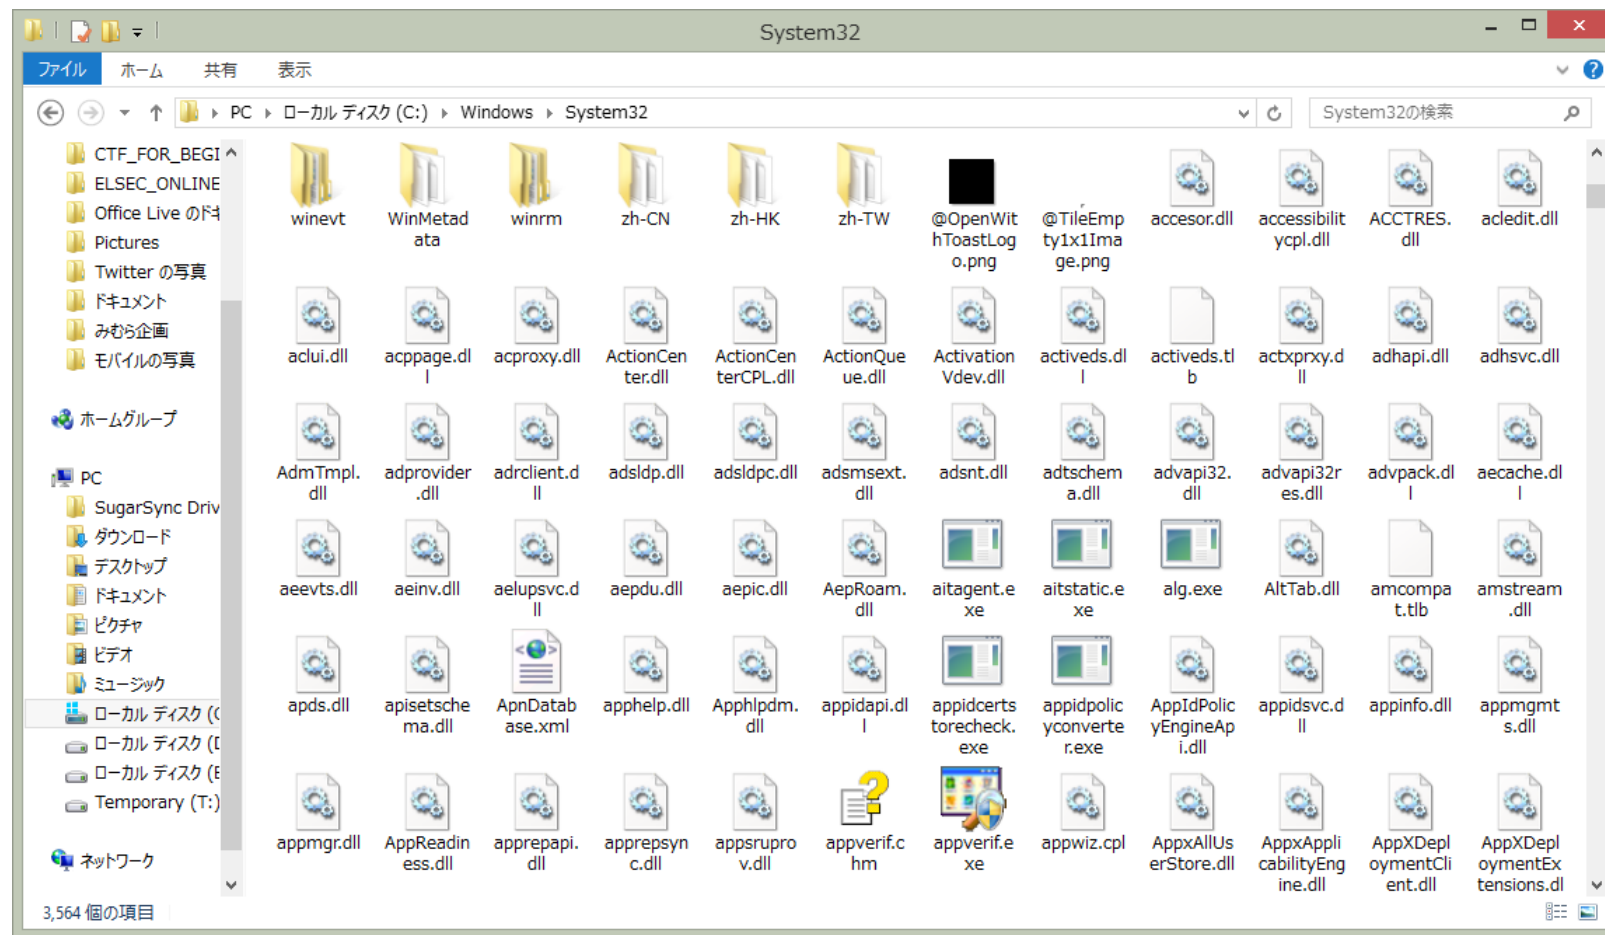 System32
ファイル ホーム 共有 表示
PC ローカル ディスク (C:) Windows System32
System32の検索
CTF_FOR_BEGI
ELSEC_ONLINE
Office Live のドキ
Pictures
Twitter の写真
ドキュメント
みむら企画
モバイルの写真
ホームグループ
PC
SugarSync Driv
ダウンロード
デスクトップ
ドキュメント
ピクチャ
ビデオ
ミュージック
ローカル ディスク (C
ローカル ディスク (D
ローカル ディスク (E
Temporary (T:)
ネットワーク
winevt
WinMetad
ata
winrm
zh-CN
zh-HK
zh-TW
@OpenWit
hToastLog
o.png
@TileEmp
ty1x1Ima
ge.png
accesor.dll
accessibilit
ycpl.dll
ACCTRES.
dll
acledit.dll
aclui.dll
acppage.dl
l
acproxy.dll
ActionCen
ter.dll
ActionCen
terCPL.dll
ActionQue
ue.dll
Activation
Vdev.dll
activeds.dl
l
activeds.tl
b
actxprxy.d
ll
adhapi.dll
adhsvc.dll
AdmTmpl.
dll
adprovider
.dll
adrclient.d
ll
adsldp.dll
adsldpc.dll
adsmsext.
dll
adsnt.dll
adtschem
a.dll
advapi32.
dll
advapi32r
es.dll
advpack.dl
l
aecache.dl
l
aeevts.dll
aeinv.dll
aelupsvc.d
ll
aepdu.dll
aepic.dll
AepRoam.
dll
aitagent.e
xe
aitstatic.e
xe
alg.exe
AltTab.dll
amcompa
t.tlb
amstream
.dll
apds.dll
apisetsche
ma.dll
ApnDatab
ase.xml
apphelp.dll
Apphlpdm.
dll
appidapi.dl
l
appidcerts
torecheck.
exe
appidpolic
yconverte
r.exe
AppIdPolic
yEngineAp
i.dll
appidsvc.d
ll
appinfo.dll
appmgmt
s.dll
appmgr.dll
AppReadin
ess.dll
apprepapi.
dll
apprepsyn
c.dll
appsrupro
v.dll
appverif.c
hm
appverif.e
xe
appwiz.cpl
AppxAllUs
erStore.dll
AppxAppli
cabilityEng
ine.dll
AppXDepl
oymentCli
ent.dll
AppXDepl
oymentEx
tensions.dl
3,564 個の項目